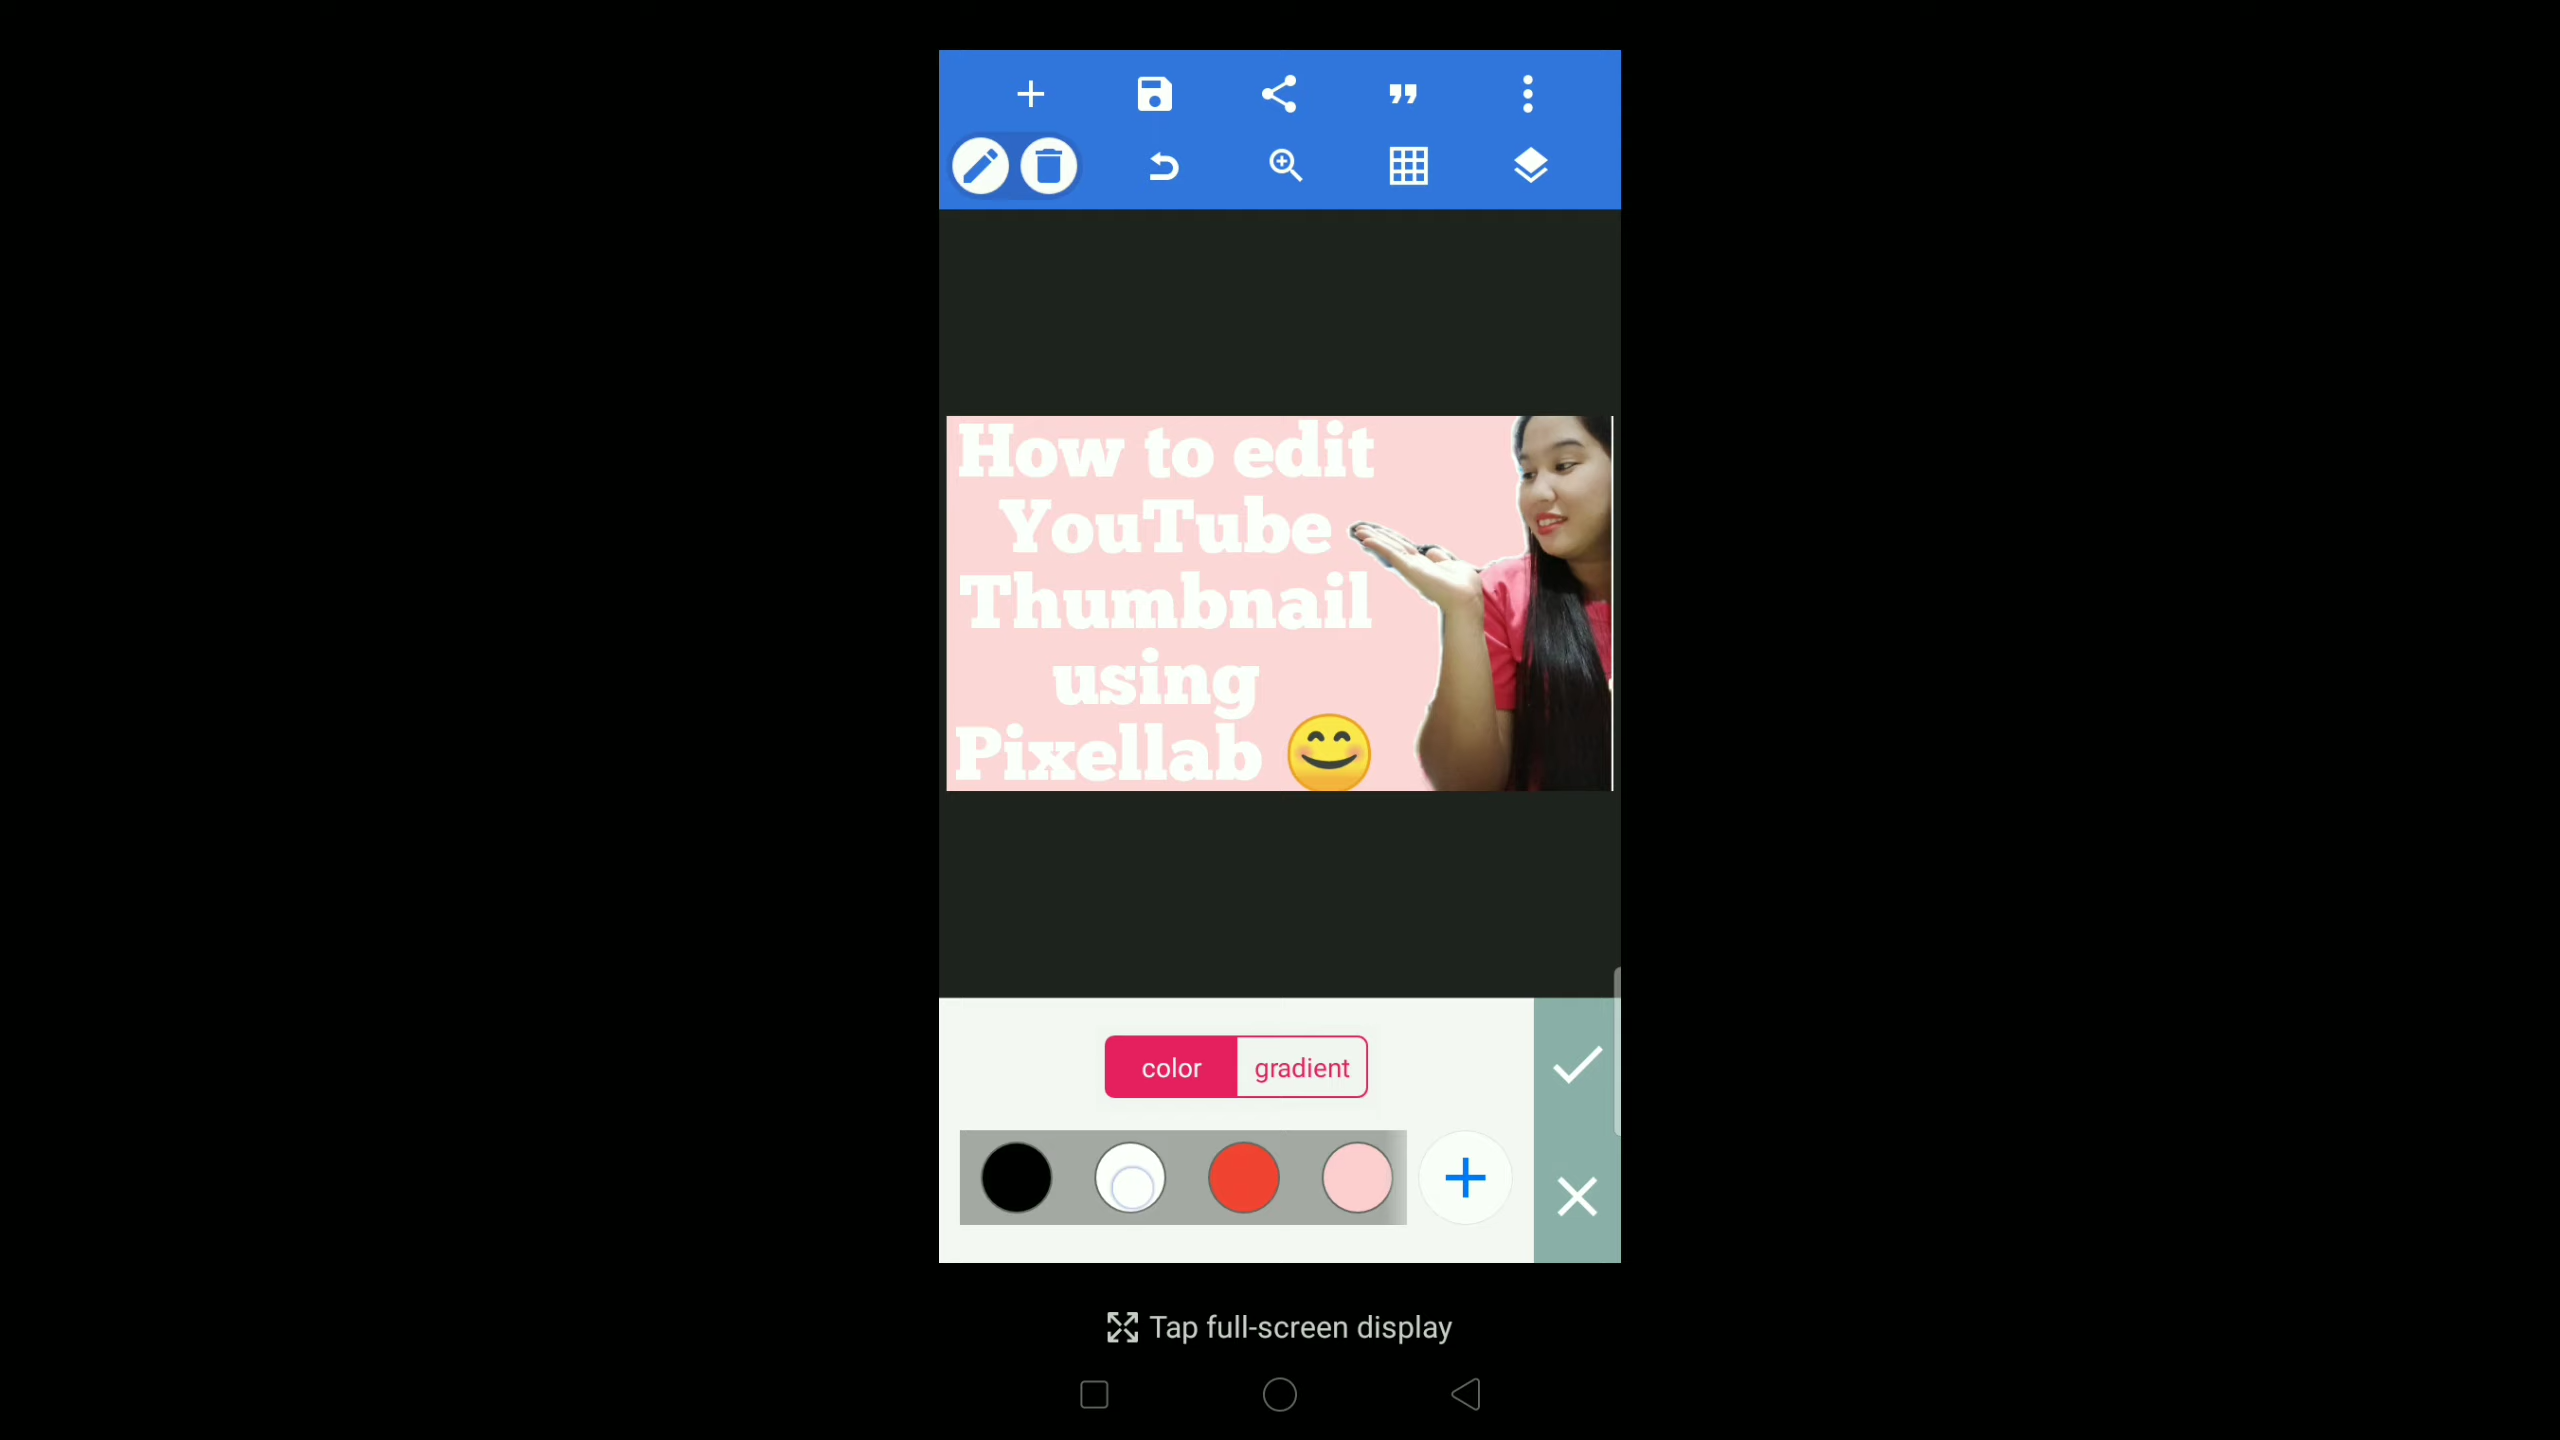 How to edit
YouTube
Thumbnail
using
Pixellab 😊
color
gradient
Tap full-screen display